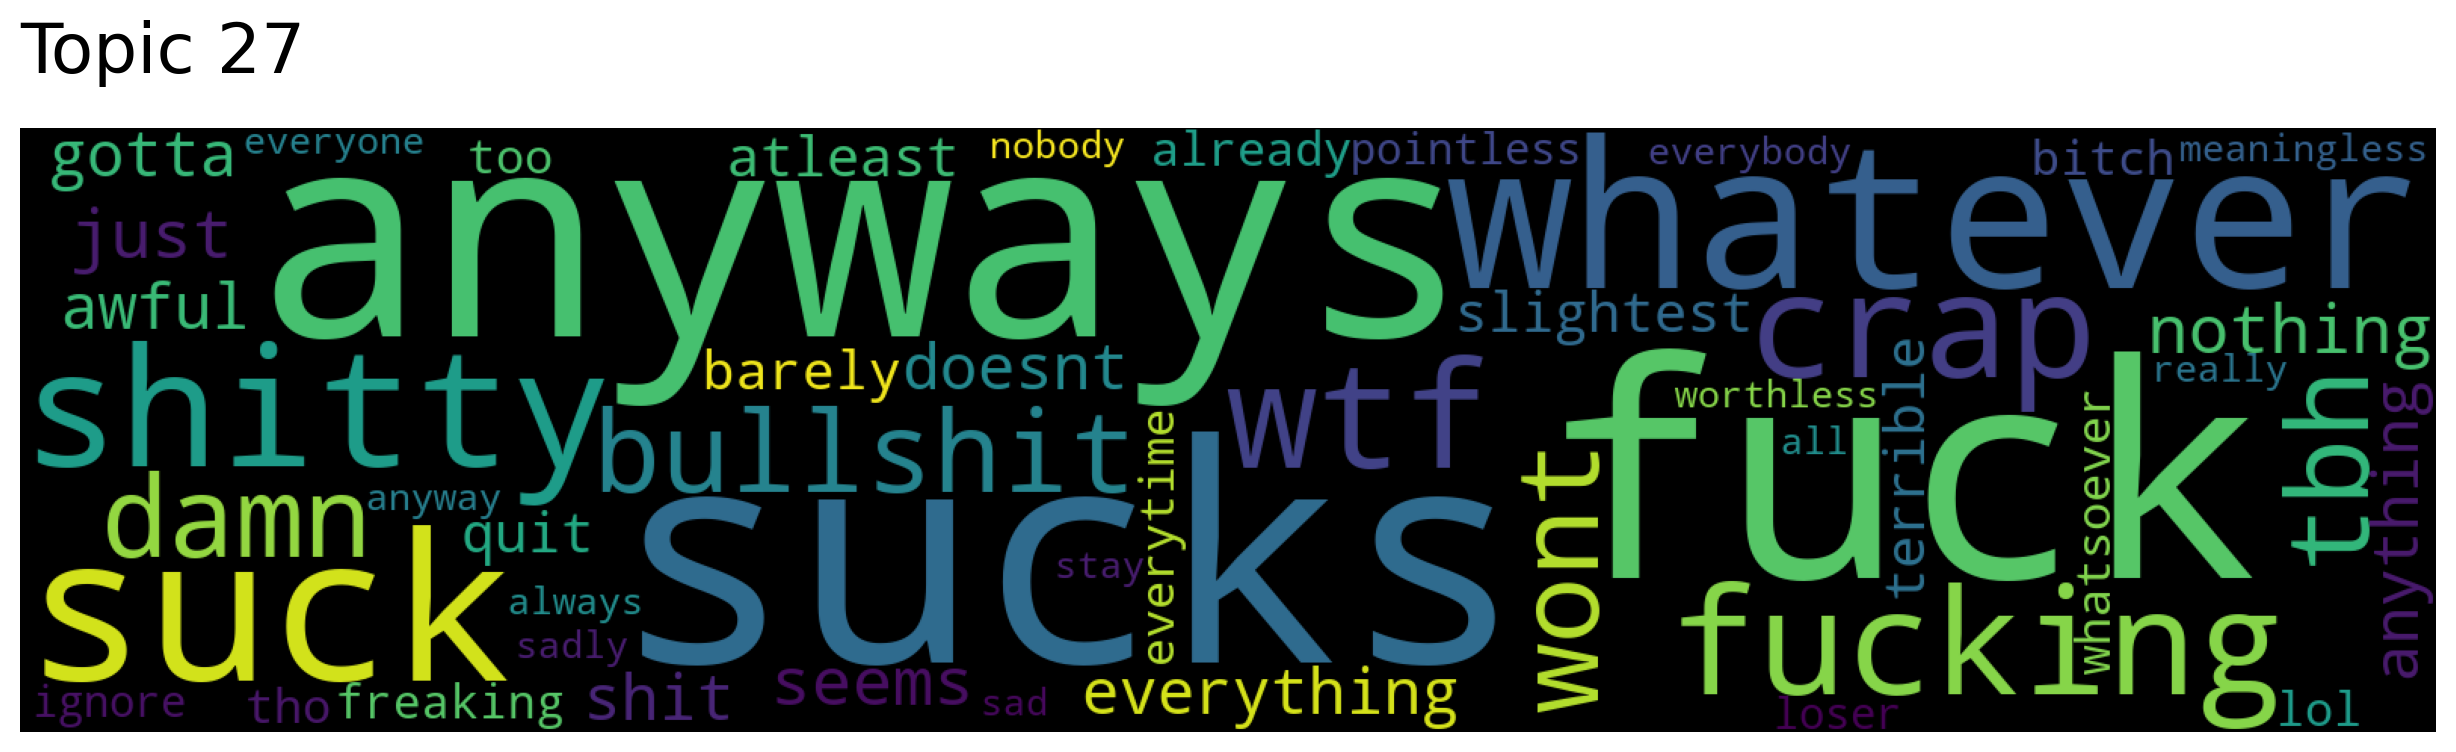 Topic 27
gotta everyone too atleast nobody already pointless everybody bitch meaningless
just anyways whatever
awful slightest crap nothing
shitty barely doesnt wtf worthless really
bullshit fuck all terrible tbh
damn anyway quit sucks everytime wont whatsoever anything
suck always stay fucking
sadly
ignore tho freaking shit seems sad everything loser lol